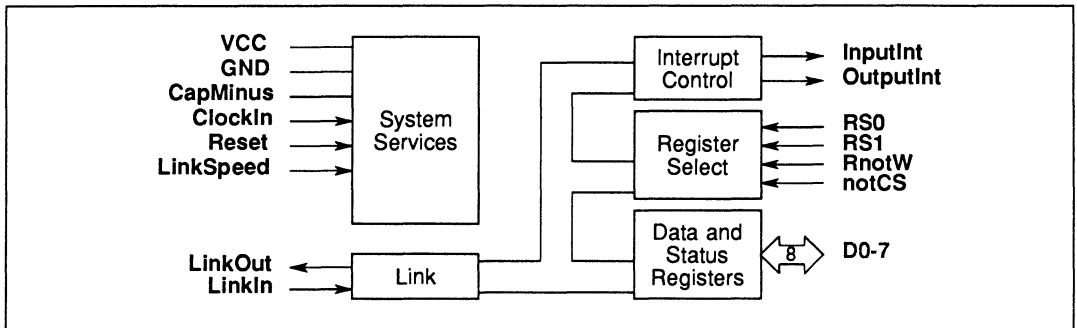 VCC
GND
CapMinus
ClockIn
Reset
LinkSpeed
System
Services
LinkOut
LinkIn
Link
Interrupt
Control
InputInt
OutputInt
Register
Select
RS0
RS1
RnotW
notCS
Data and
Status
Registers
8
D0-7